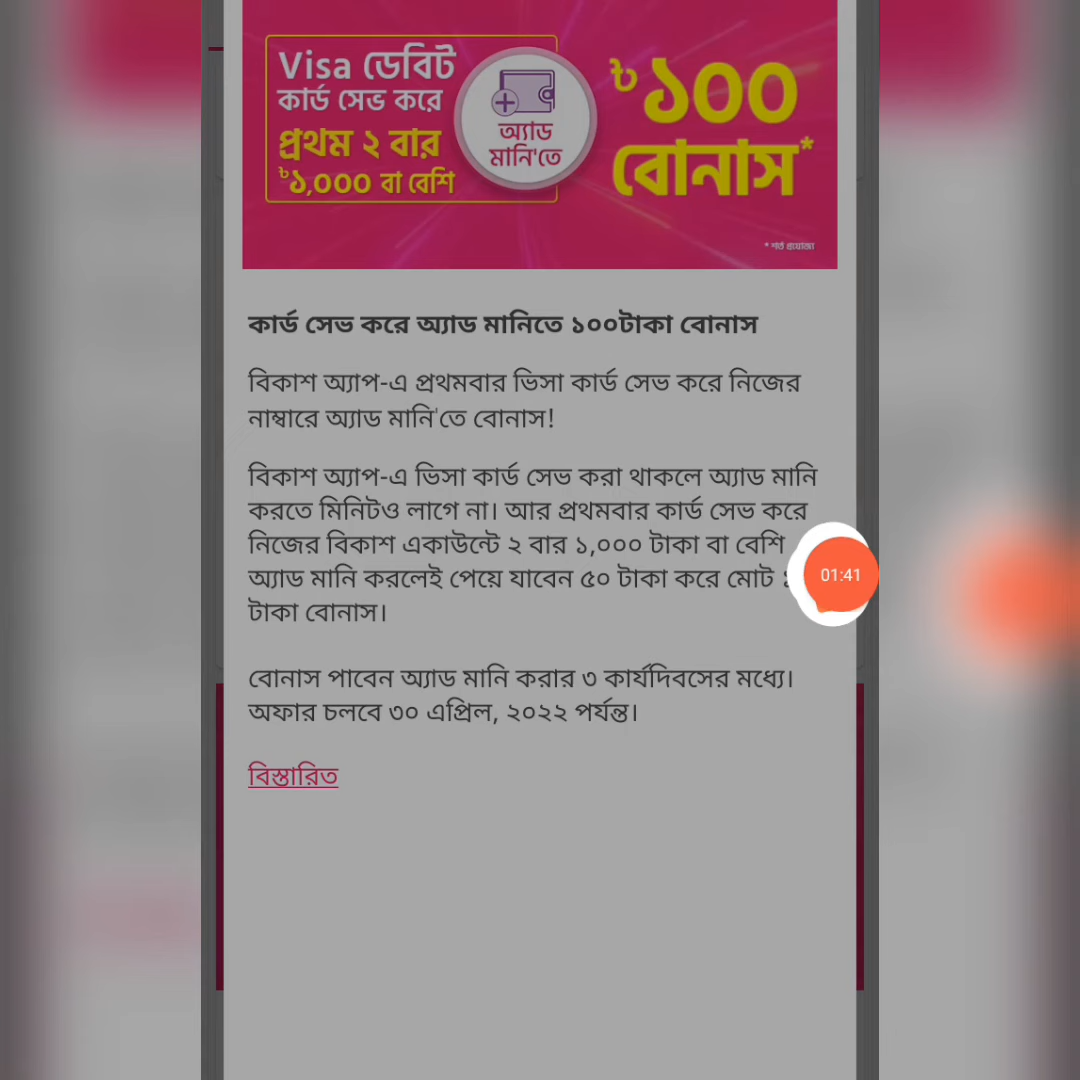 Visa ডেবিট
কার্ড সেভ করে
প্রথম ২ বার
৳১,০০০ বা বেশি
অ্যাড
মানি'তে
৳১০০
বোনাস*
* শর্ত প্রযোজ্য
কার্ড সেভ করে অ্যাড মানিতে ১০০টাকা বোনাস
বিকাশ অ্যাপ-এ প্রথমবার ভিসা কার্ড সেভ করে নিজের
নাম্বারে অ্যাড মানি'তে বোনাস!
বিকাশ অ্যাপ-এ ভিসা কার্ড সেভ করা থাকলে অ্যাড মানি
করতে মিনিটও লাগে না। আর প্রথমবার কার্ড সেভ করে
নিজের বিকাশ একাউন্টে ২ বার ১,০০০ টাকা বা বেশি
অ্যাড মানি করলেই পেয়ে যাবেন ৫০ টাকা করে মোট
টাকা বোনাস।
01:41
বোনাস পাবেন অ্যাড মানি করার ৩ কার্যদিবসের মধ্যে।
অফার চলবে ৩০ এপ্রিল, ২০২২ পর্যন্ত।
বিস্তারিত